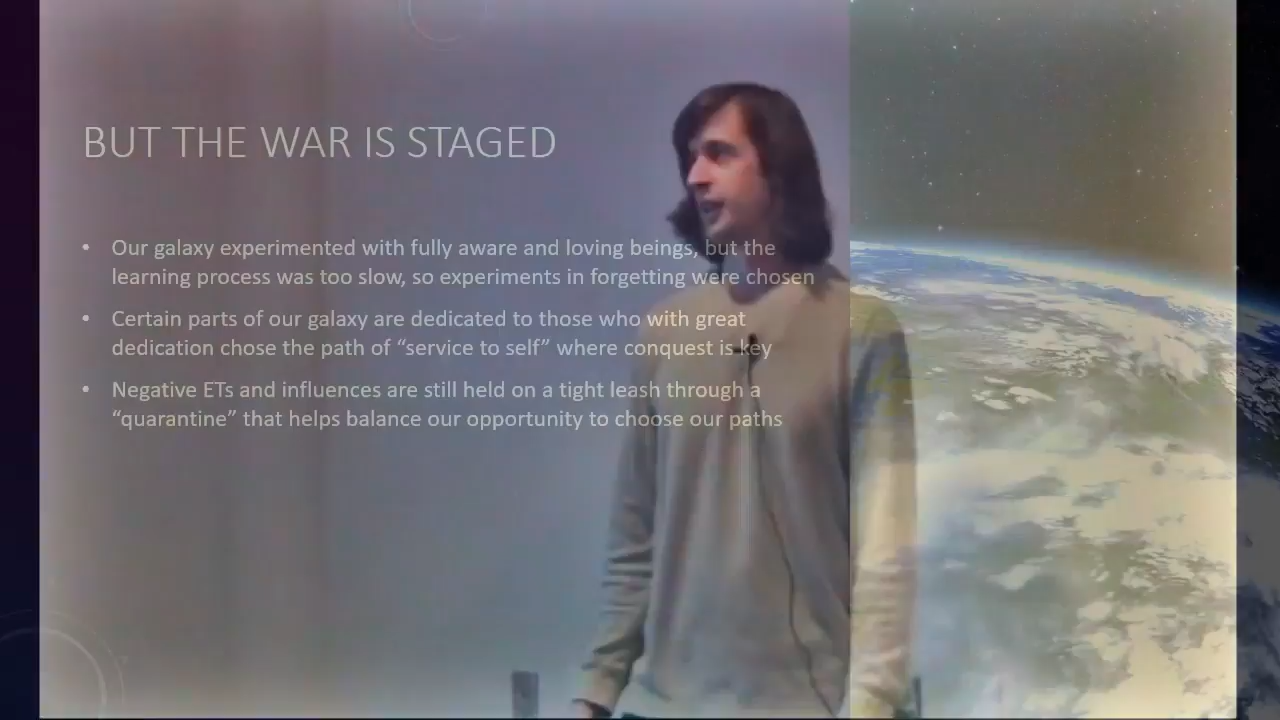 BUT THE WAR IS STAGED
• Our galaxy experimented with fully aware and loving beings, but the
learning process was too slow, so experiments in forgetting were chosen
• Certain parts of our galaxy are dedicated to those who with great
dedication chose the path of “service to self” where conquest is key
• Negative ETs and influences are still held on a tight leash through a
“quarantine” that helps balance our opportunity to choose our paths